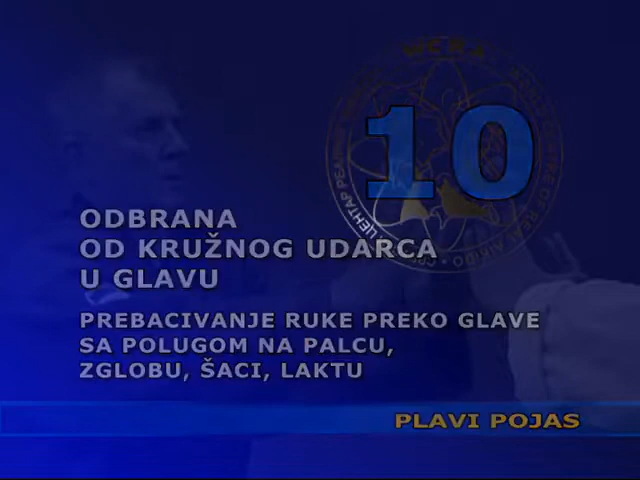 10
ODBRANA
OD KRUŽNOG UDARCA
U GLAVU
PREBACIVANJE RUKE PREKO GLAVE
SA POLUGOM NA PALCU,
ZGLOBU, ŠACI, LAKTU
PLAVI POJAS